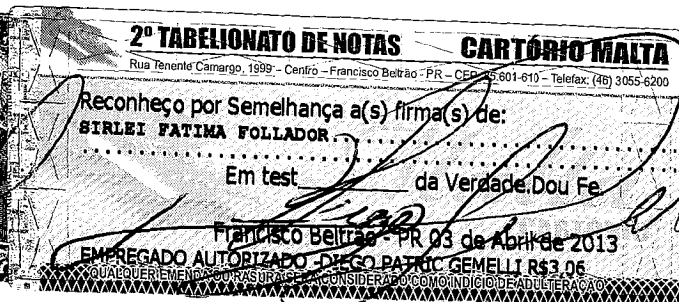 2º TABELIONATO DE NOTAS CARTÓRIO MALTA
Rua Tenente Camargo, 1999 - Centro - Francisco Beltrão - PR - CEP 85.601-610 - Telefax: (46) 3055-6200
Reconheço por Semelhança a(s) firma(s) de:
SIRLEI FATIMA FOLLADOR
Em test da Verdade.Dou Fe
Francisco Beltrão - PR 03 de Abril de 2013
EMPREGADO AUTORIZADO -DIEGO PATRIC GEMELLI R$3,06
QUALQUER EMENDA OU RASURA SERÁ CONSIDERADO COMO INDÍCIO DE ADULTERAÇÃO